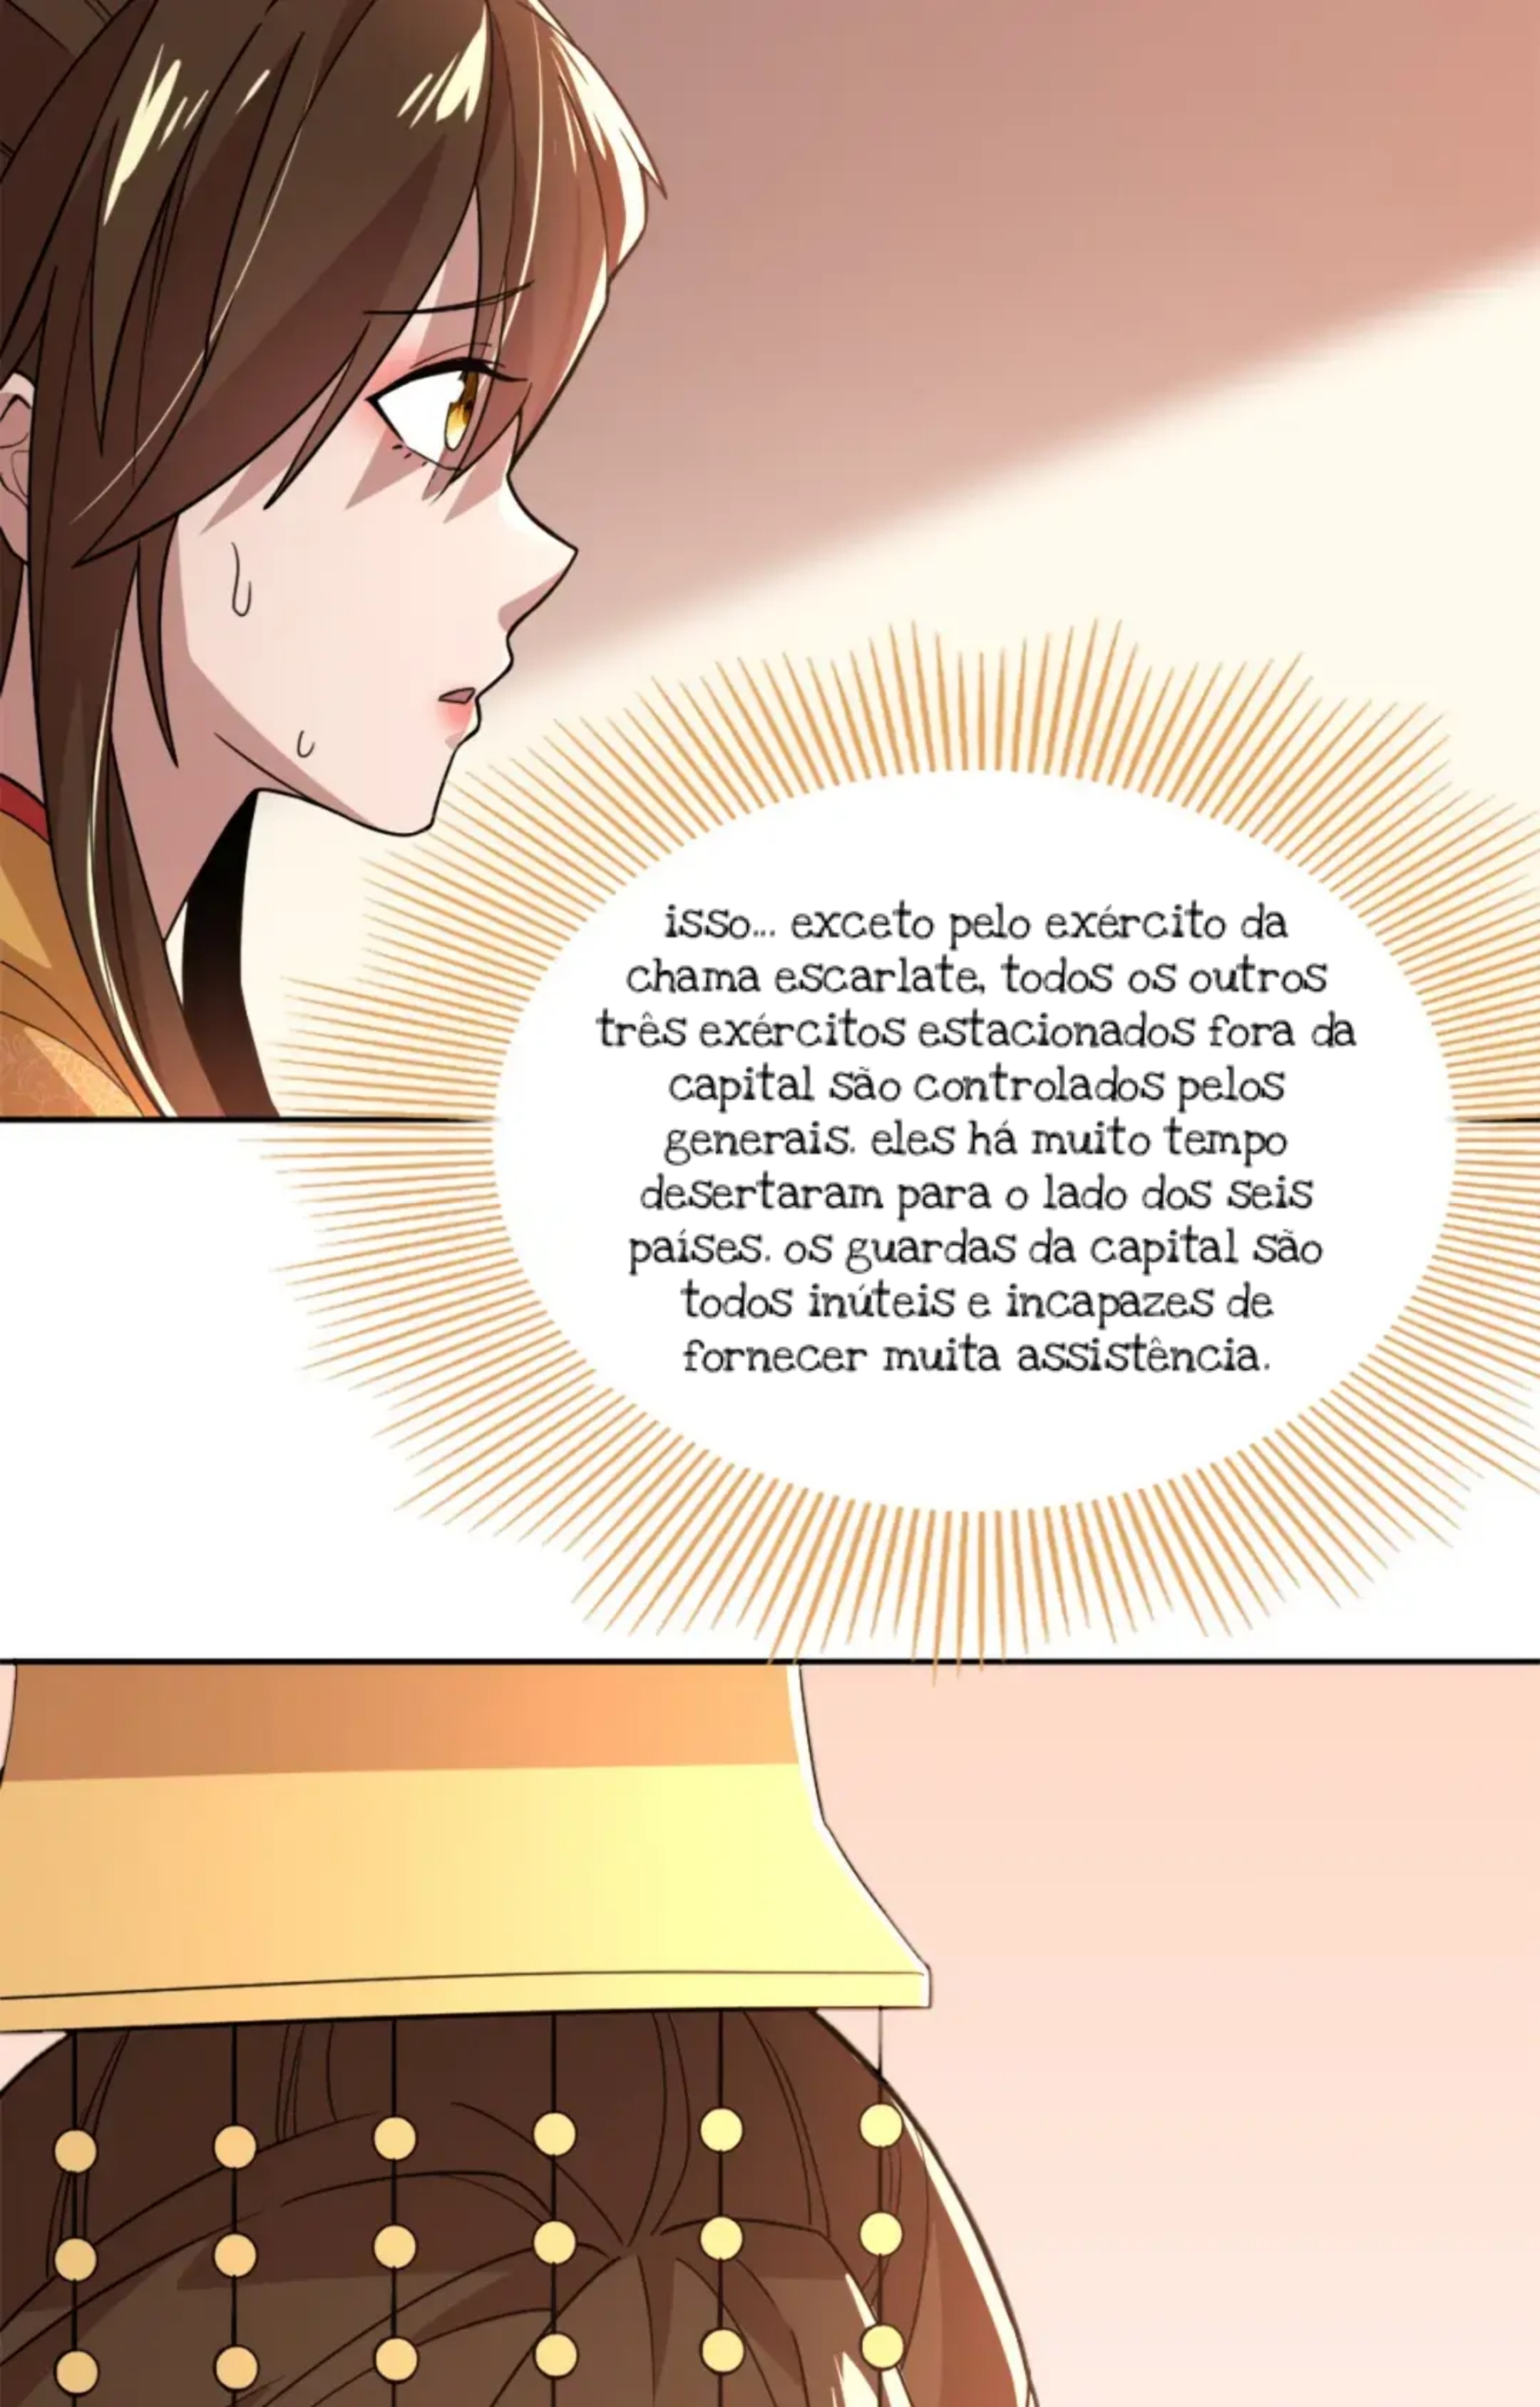 isso... exceto pelo exército da
chama escarlate, todos os outros
três exércitos estacionados fora da
capital são controlados pelos
generais. eles há muito tempo
desertaram para o lado dos seis
países. os guardas da capital são
todos inúteis e incapazes de
fornecer muita assistência.